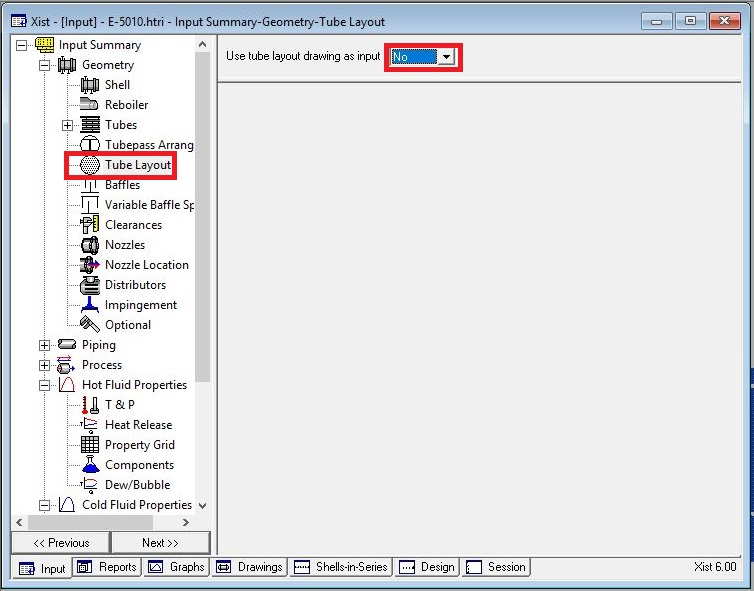 Xist - [Input] - E-5010.htri - Input Summary-Geometry-Tube Layout
Input Summary
Geometry
Shell
Reboiler
Tubes
Tubepass Arrang
Tube Layout
Baffles
Variable Baffle Sp
Clearances
Nozzles
Nozzle Location
Distributors
Impingement
Optional
Piping
Process
Hot Fluid Properties
T & P
Heat Release
Property Grid
Components
Dew/Bubble
Cold Fluid Properties
<< Previous
Next >>
Use tube layout drawing as input
No
Input
Reports
Graphs
Drawings
Shells-in-Series
Design
Session
Xist 6.00